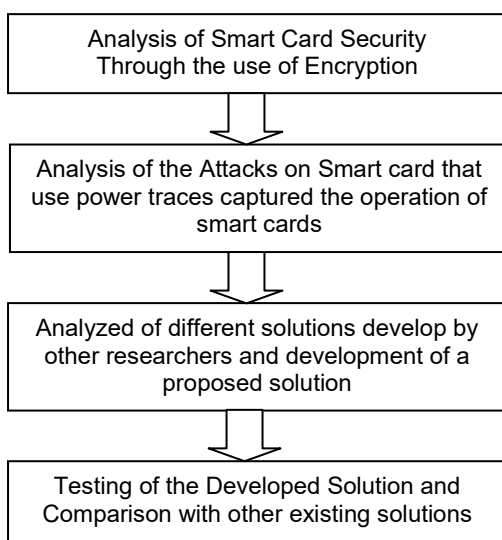 Analysis of Smart Card Security
Through the use of Encryption
Analysis of the Attacks on Smart card that
use power traces captured the operation of
smart cards
Analyzed of different solutions develop by
other researchers and development of a
proposed solution
Testing of the Developed Solution and
Comparison with other existing solutions